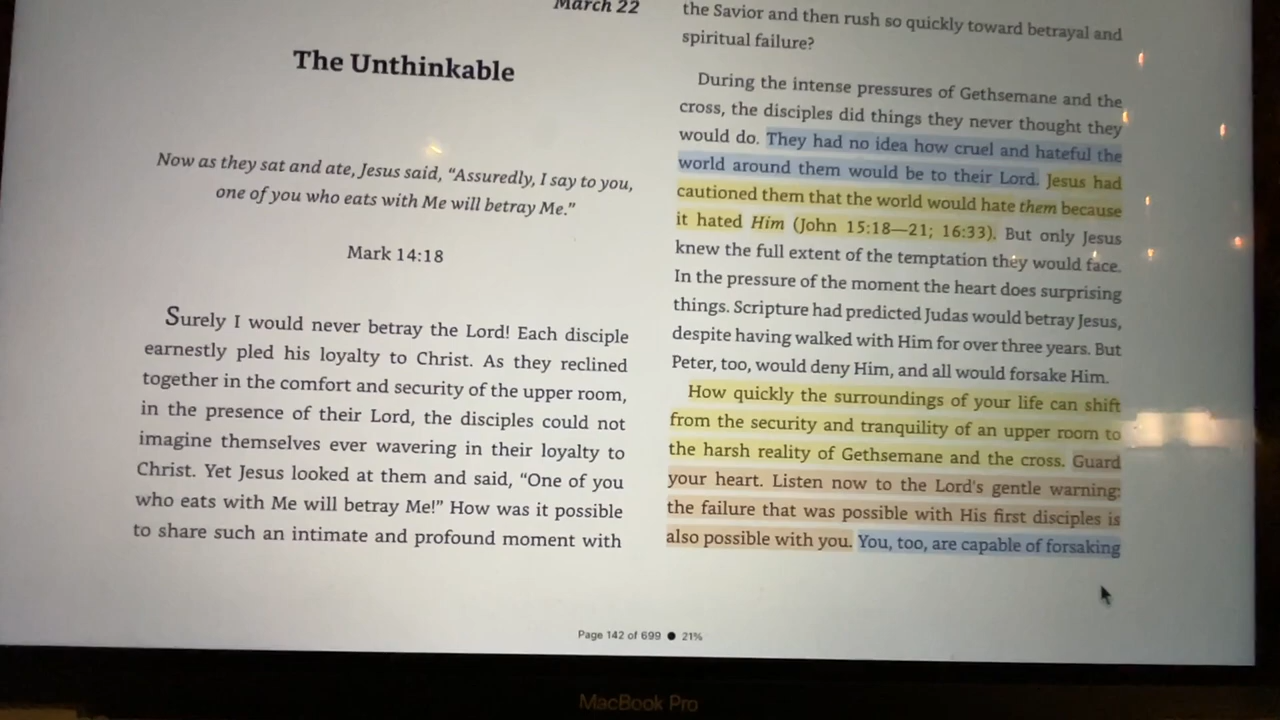 March 22
The Unthinkable
Now as they sat and ate, Jesus said, “Assuredly, I say to you,
one of you who eats with Me will betray Me.”
Mark 14:18
Surely I would never betray the Lord! Each disciple
earnestly pled his loyalty to Christ. As they reclined
together in the comfort and security of the upper room,
in the presence of their Lord, the disciples could not
imagine themselves ever wavering in their loyalty to
Christ. Yet Jesus looked at them and said, “One of you
who eats with Me will betray Me!” How was it possible
to share such an intimate and profound moment with
the Savior and then rush so quickly toward betrayal and
spiritual failure?
During the intense pressures of Gethsemane and the
cross, the disciples did things they never thought they
would do. They had no idea how cruel and hateful the
world around them would be to their Lord. Jesus had
cautioned them that the world would hate them because
it hated Him (John 15:18—21; 16:33). But only Jesus
knew the full extent of the temptation they would face.
In the pressure of the moment the heart does surprising
things. Scripture had predicted Judas would betray Jesus,
despite having walked with Him for over three years. But
Peter, too, would deny Him, and all would forsake Him.
How quickly the surroundings of your life can shift
from the security and tranquility of an upper room to
the harsh reality of Gethsemane and the cross. Guard
your heart. Listen now to the Lord's gentle warning:
the failure that was possible with His first disciples is
also possible with you. You, too, are capable of forsaking
Page 142 of 699 ● 21%
MacBook Pro